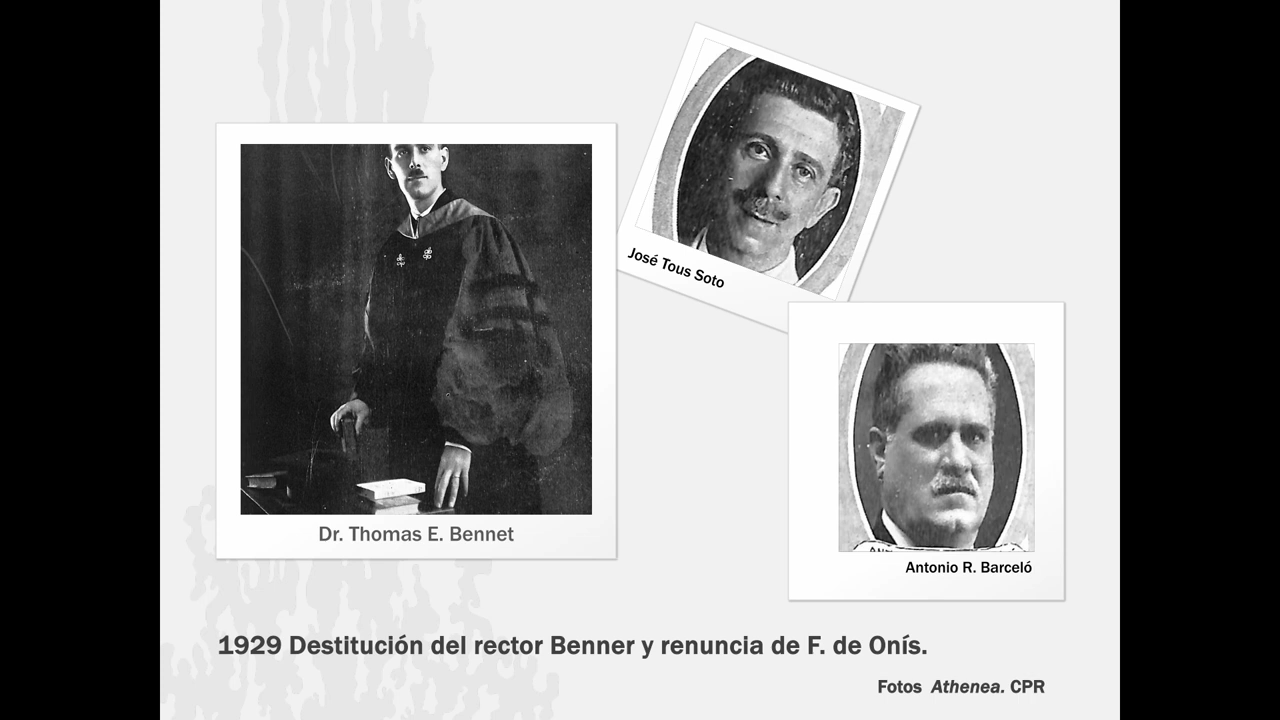 José Tous Soto
Dr. Thomas E. Bennet
Antonio R. Barceló
1929 Destitución del rector Benner y renuncia de F. de Onís.
Fotos Athenea. CPR